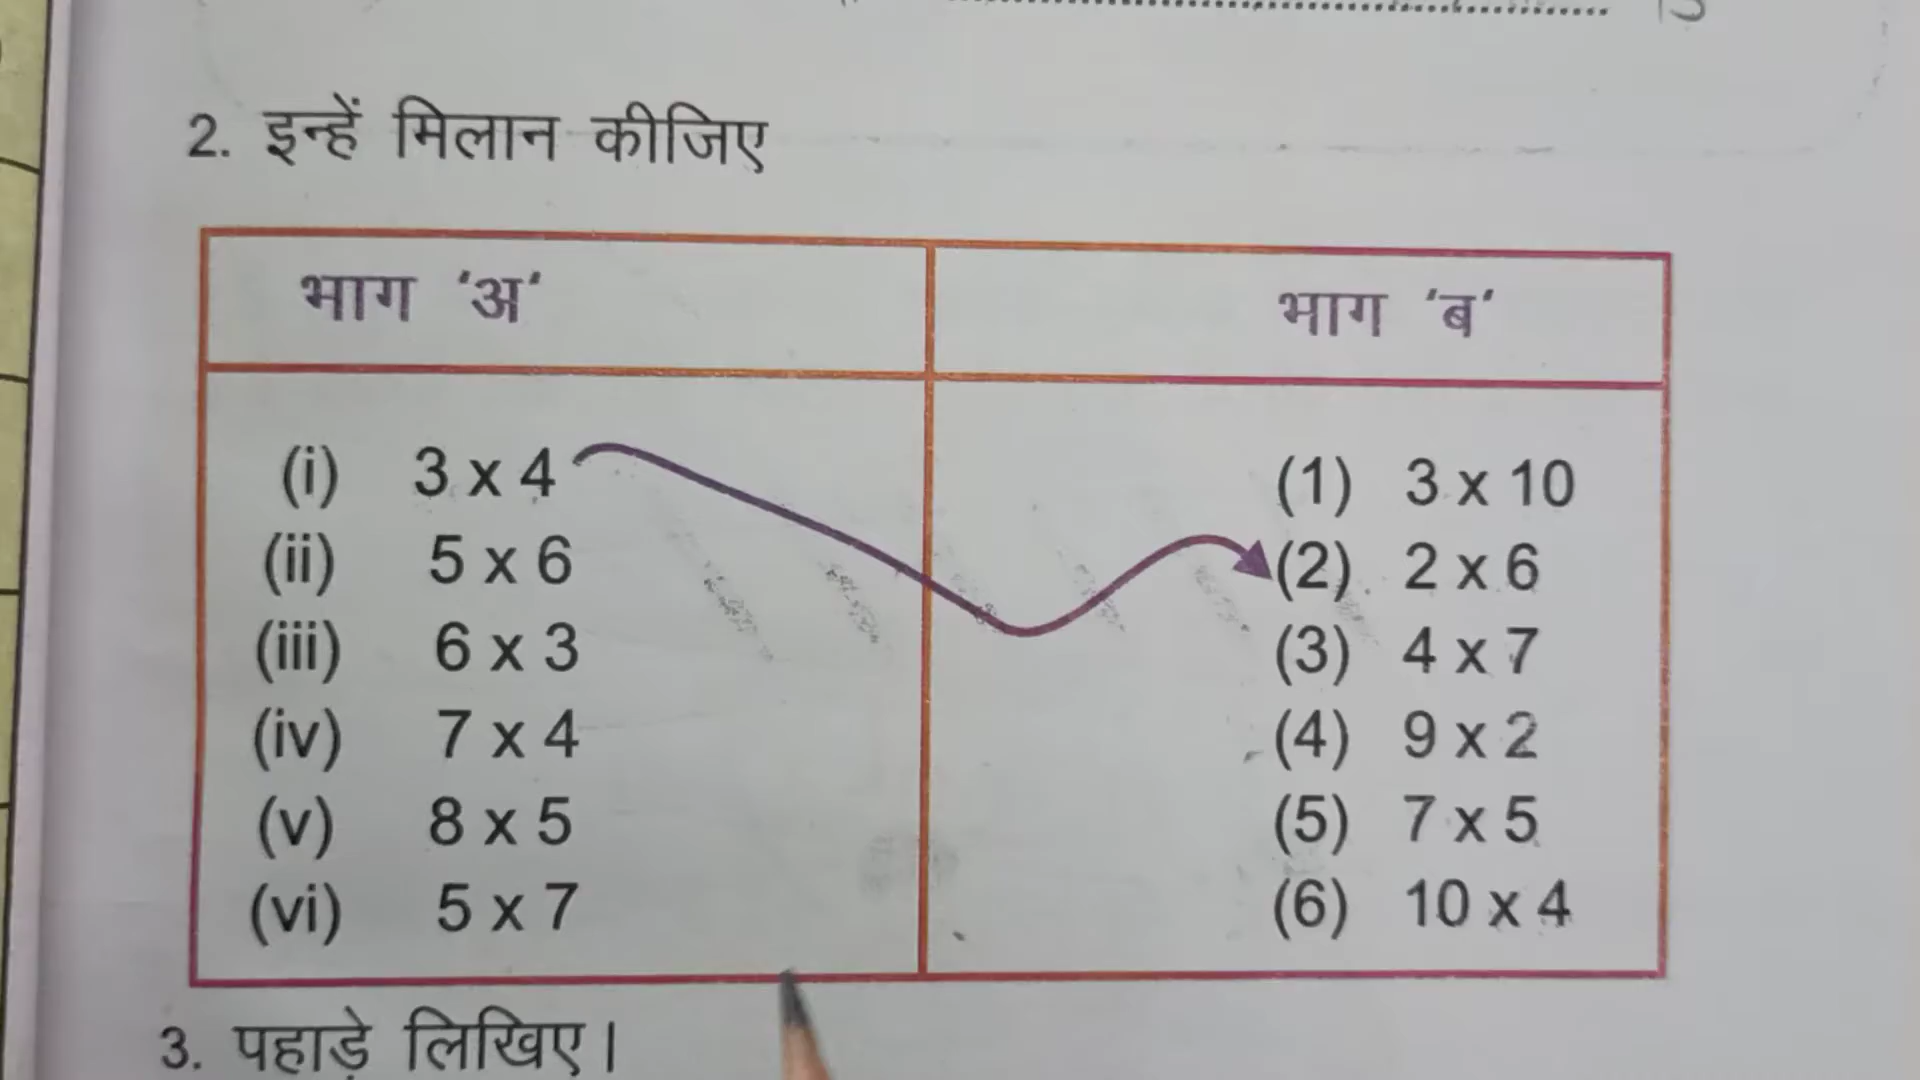 2. इन्हें मिलान कीजिए
भाग 'अ' भाग 'ब'
(i) 3 x 4 (1) 3 x 10
(ii) 5 x 6 (2) 2 x 6
(iii) 6 x 3 (3) 4 x 7
(iv) 7 x 4 (4) 9 x 2
(v) 8 x 5 (5) 7 x 5
(vi) 5 x 7 (6) 10 x 4
3. पहाड़े लिखिए।